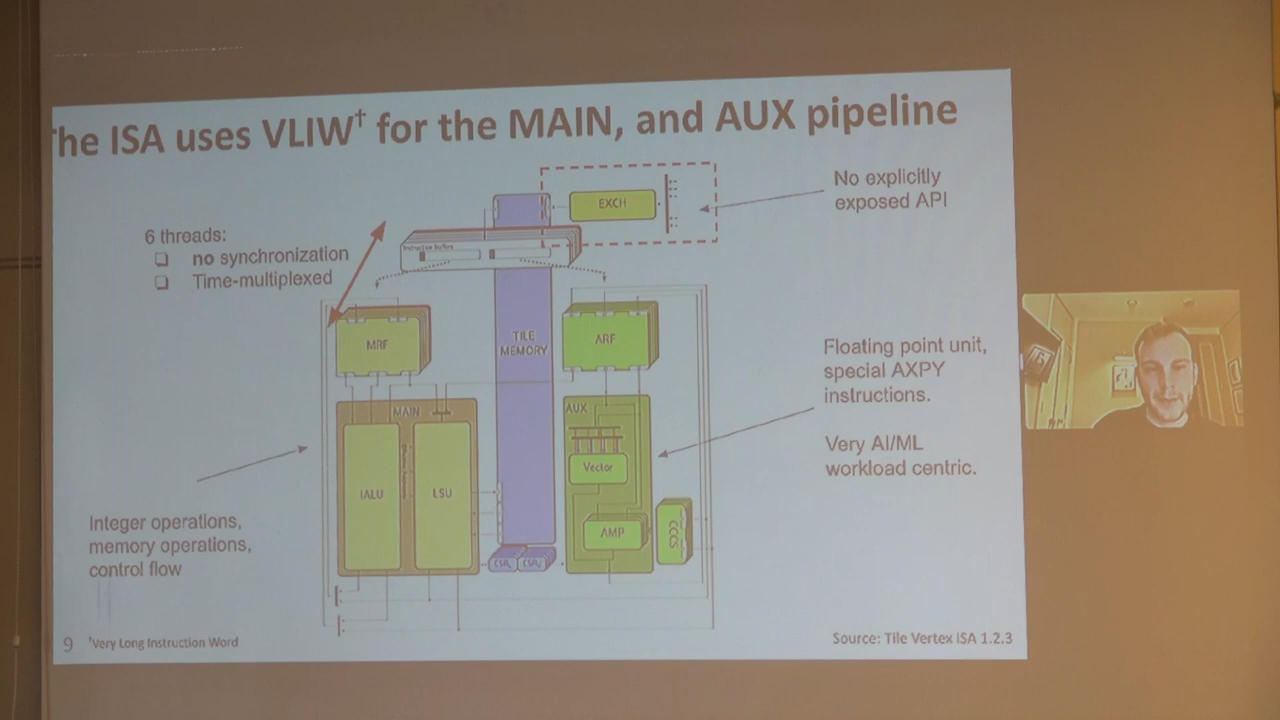 he ISA uses VLIW† for the MAIN, and AUX pipeline
No explicitly
exposed API
EXCH
6 threads:
❑ no synchronization
❑ Time-multiplexed
Instruction Buffers
MRF
TILE
MEMORY
ARF
Floating point unit,
special AXPY
instructions.
Very AI/ML
workload centric.
MAIN
AUX
IALU
LSU
Vector
AMP
CCCS
Integer operations,
memory operations,
control flow
9 †Very Long Instruction Word
Source: Tile Vertex ISA 1.2.3